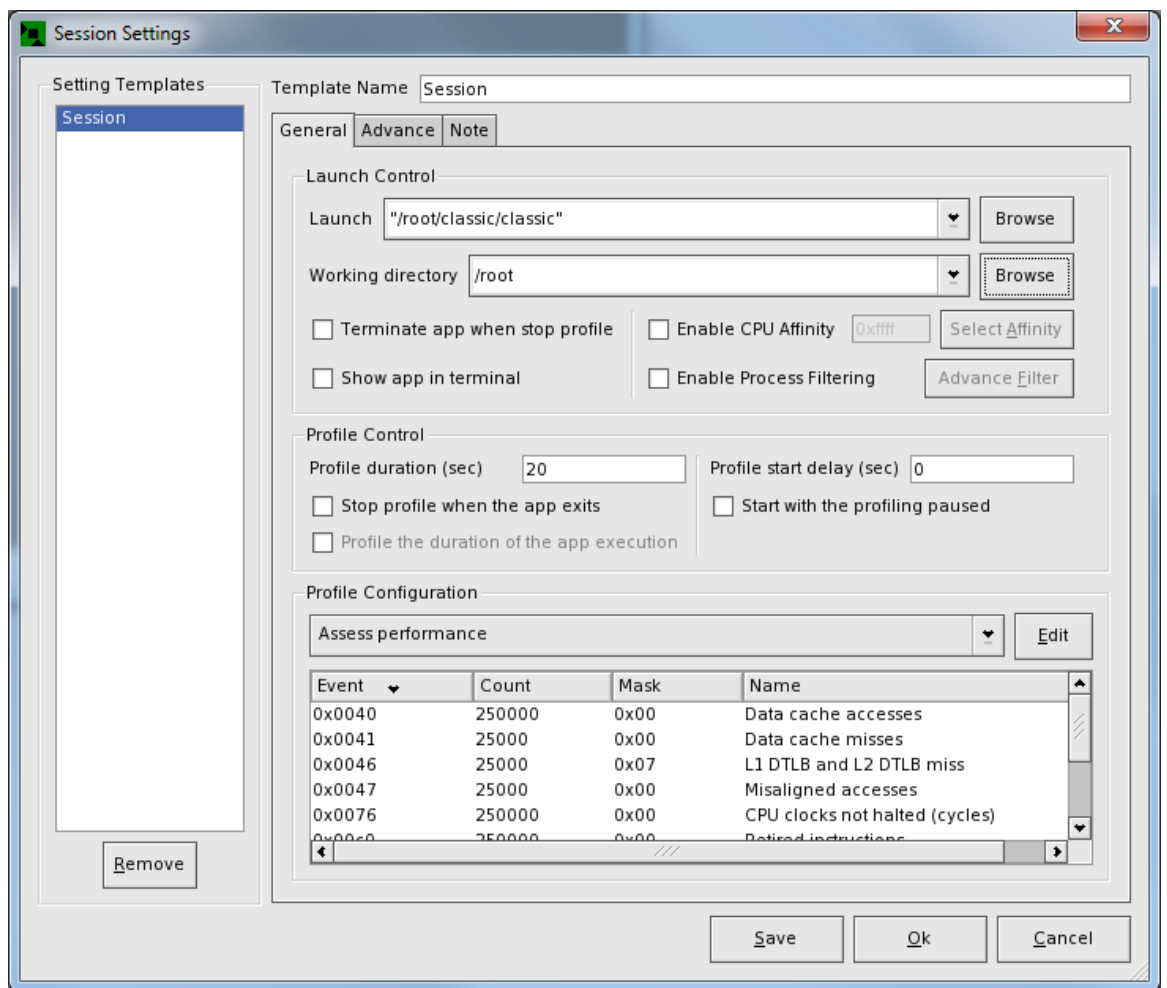 Session Settings
Setting Templates
Session
Remove
Template Name Session
General Advance Note
Launch Control
Launch "/root/classic/classic" Browse
Working directory /root Browse
Terminate app when stop profile Enable CPU Affinity 0xffff Select Affinity
Show app in terminal Enable Process Filtering Advance Filter
Profile Control
Profile duration (sec) 20 Profile start delay (sec) 0
Stop profile when the app exits Start with the profiling paused
Profile the duration of the app execution
Profile Configuration
Assess performance Edit
Event Count Mask Name
0x0040 250000 0x00 Data cache accesses
0x0041 25000 0x00 Data cache misses
0x0046 25000 0x07 L1 DTLB and L2 DTLB miss
0x0047 25000 0x00 Misaligned accesses
0x0076 250000 0x00 CPU clocks not halted (cycles)
0x00c0 250000 0x00 Retired instructions
Save Ok Cancel